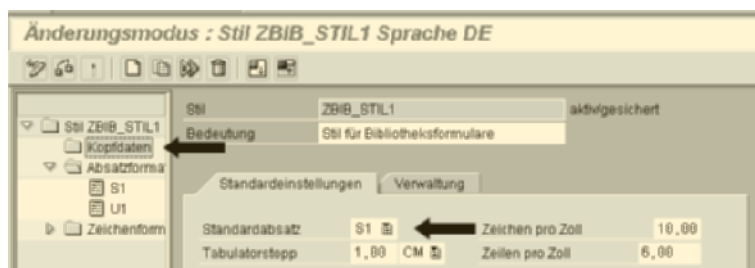 Änderungsmodus : Stil ZBIB_STIL1 Sprache DE
Stil ZBIB_STIL1 aktiv/gesichert
Bedeutung Stil für Bibliotheksformulare
Stil ZBIB_STIL1
Kopfdaten
Absatzforma
S1
U1
Zeichenform
Standardeinstellungen Verwaltung
Standardabsatz S1 Zeichen pro Zoll 10,00
Tabulatorstopp 1,00 CM Zeilen pro Zoll 6,00